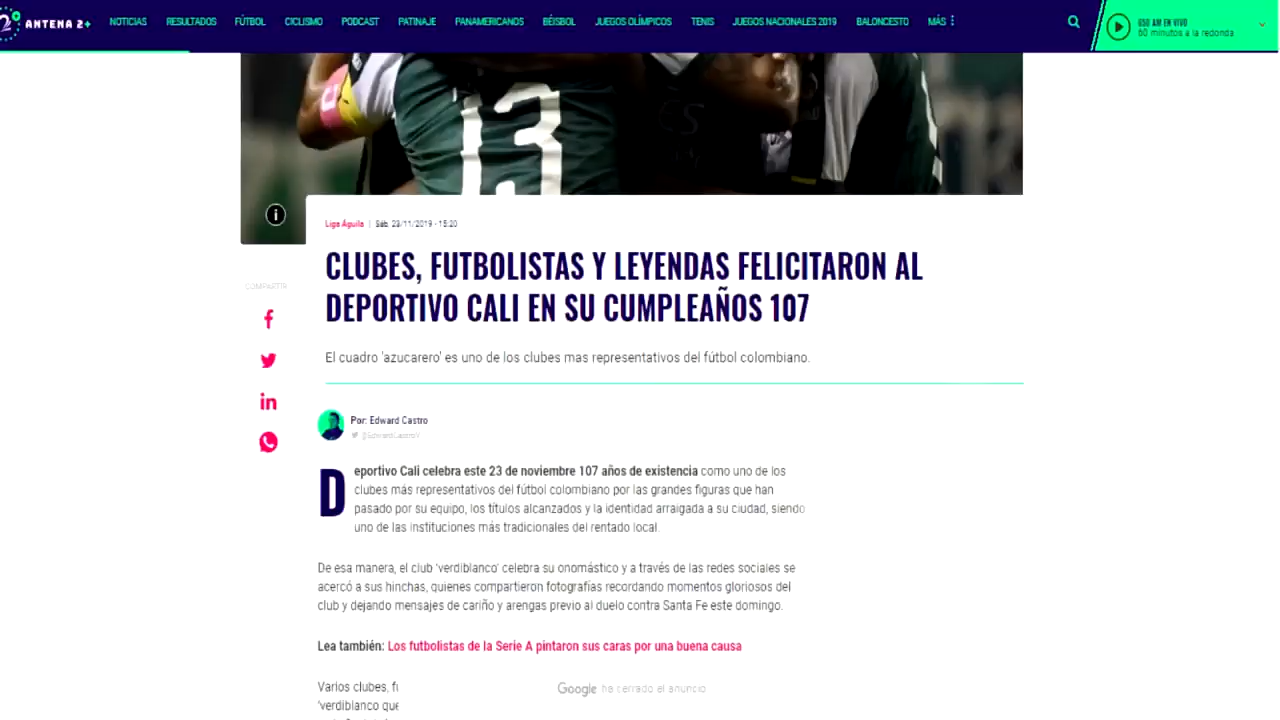 2+ ANTENA 2+
NOTICIAS RESULTADOS FÚTBOL CICLISMO PODCAST PATINAJE PANAMERICANOS BÉISBOL JUEGOS OLÍMPICOS TENIS JUEGOS NACIONALES 2019 BALONCESTO MÁS
650 AM EN VIVO
60 minutos a la redonda
13
Liga Águila | Sáb, 23/11/2019 - 15:20
CLUBES, FUTBOLISTAS Y LEYENDAS FELICITARON AL
DEPORTIVO CALI EN SU CUMPLEAÑOS 107
COMPARTIR
El cuadro 'azucarero' es uno de los clubes mas representativos del fútbol colombiano.
Por: Edward Castro
Deportivo Cali celebra este 23 de noviembre 107 años de existencia como uno de los
clubes más representativos del fútbol colombiano por las grandes figuras que han
pasado por su equipo, los títulos alcanzados y la identidad arraigada a su ciudad, siendo
uno de las instituciones más tradicionales del rentado local.
De esa manera, el club 'verdiblanco' celebra su onomástico y a través de las redes sociales se
acercó a sus hinchas, quienes compartieron fotografías recordando momentos gloriosos del
club y dejando mensajes de cariño y arengas previo al duelo contra Santa Fe este domingo.
Lea también: Los futbolistas de la Serie A pintaron sus caras por una buena causa
Varios clubes,
'verdiblanco que
Google ha cerrado el anuncio